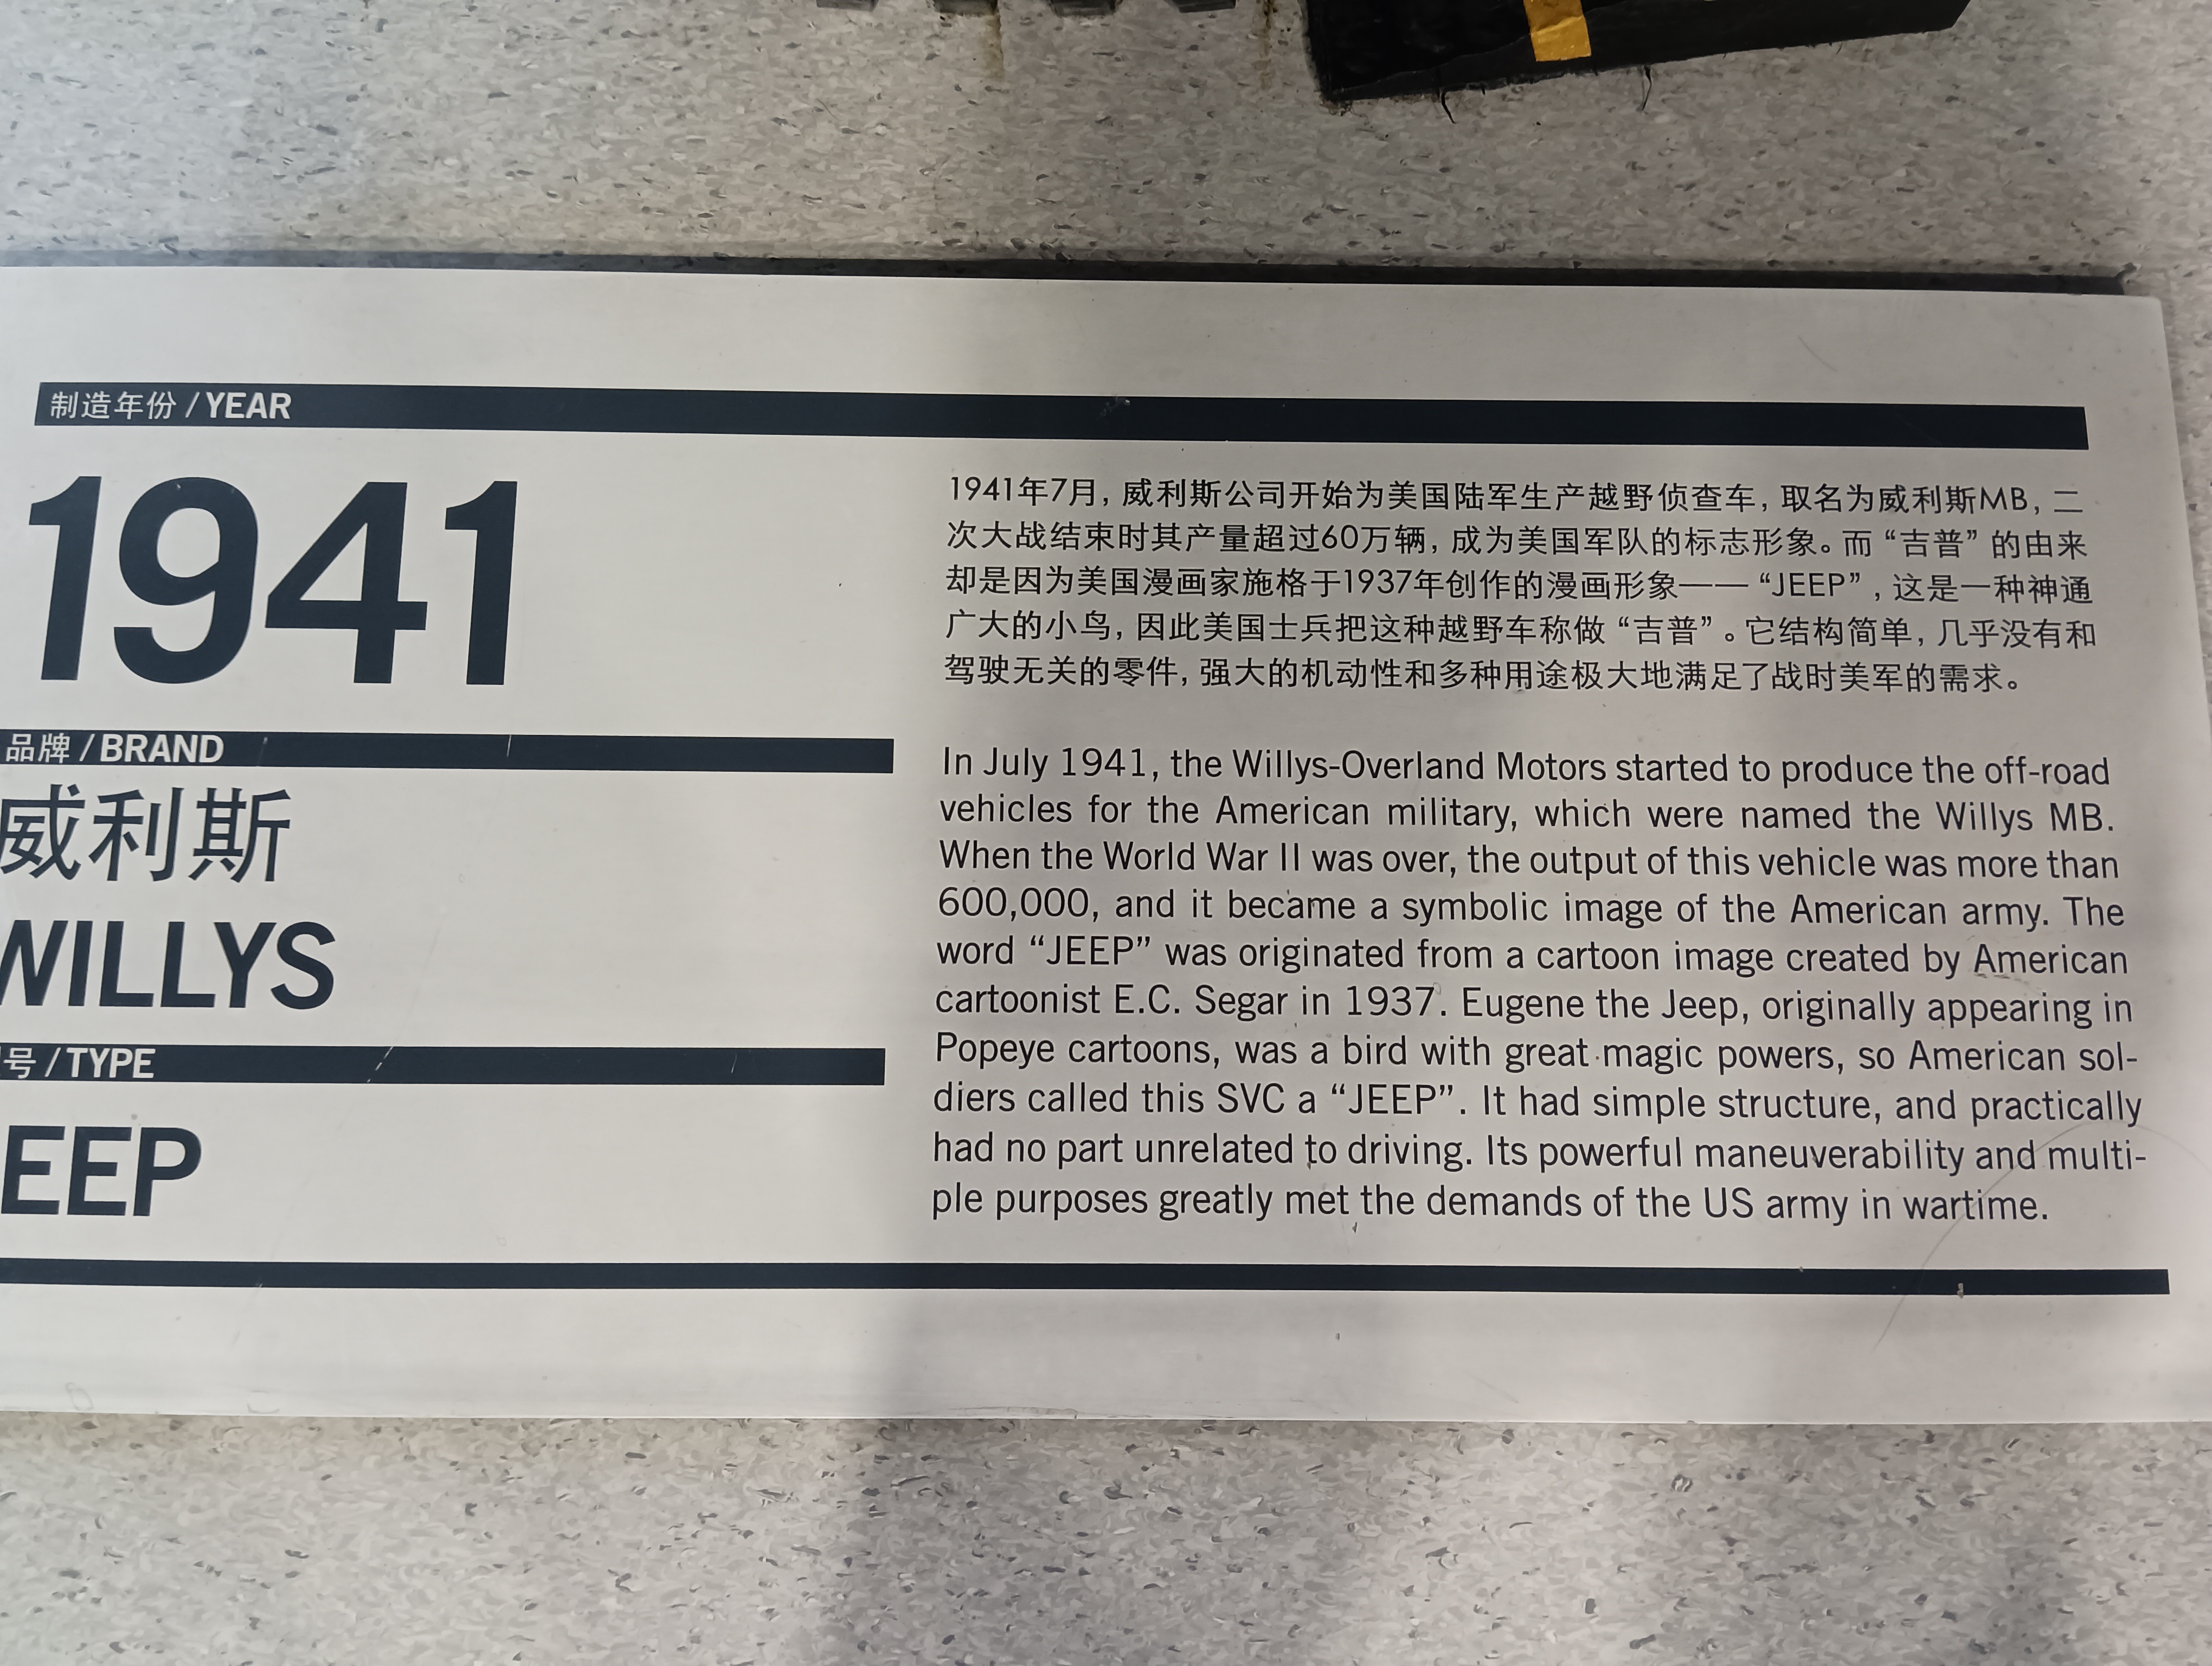 制造年份 / YEAR
1941
品牌 / BRAND
威利斯
WILLYS
号 / TYPE
EEP
1941年7月, 威利斯公司开始为美国陆军生产越野侦查车, 取名为威利斯MB, 二
次大战结束时其产量超过60万辆, 成为美国军队的标志形象。而 “吉普” 的由来
却是因为美国漫画家施格于1937年创作的漫画形象—— “JEEP” , 这是一种神通
广大的小鸟, 因此美国士兵把这种越野车称做 “吉普” 。它结构简单, 几乎没有和
驾驶无关的零件, 强大的机动性和多种用途极大地满足了战时美军的需求。
In July 1941, the Willys-Overland Motors started to produce the off-road
vehicles for the American military, which were named the Willys MB.
When the World War II was over, the output of this vehicle was more than
600,000, and it became a symbolic image of the American army. The
word “JEEP” was originated from a cartoon image created by American
cartoonist E.C. Segar in 1937. Eugene the Jeep, originally appearing in
Popeye cartoons, was a bird with great magic powers, so American sol-
diers called this SVC a “JEEP”. It had simple structure, and practically
had no part unrelated to driving. Its powerful maneuverability and multi-
ple purposes greatly met the demands of the US army in wartime.